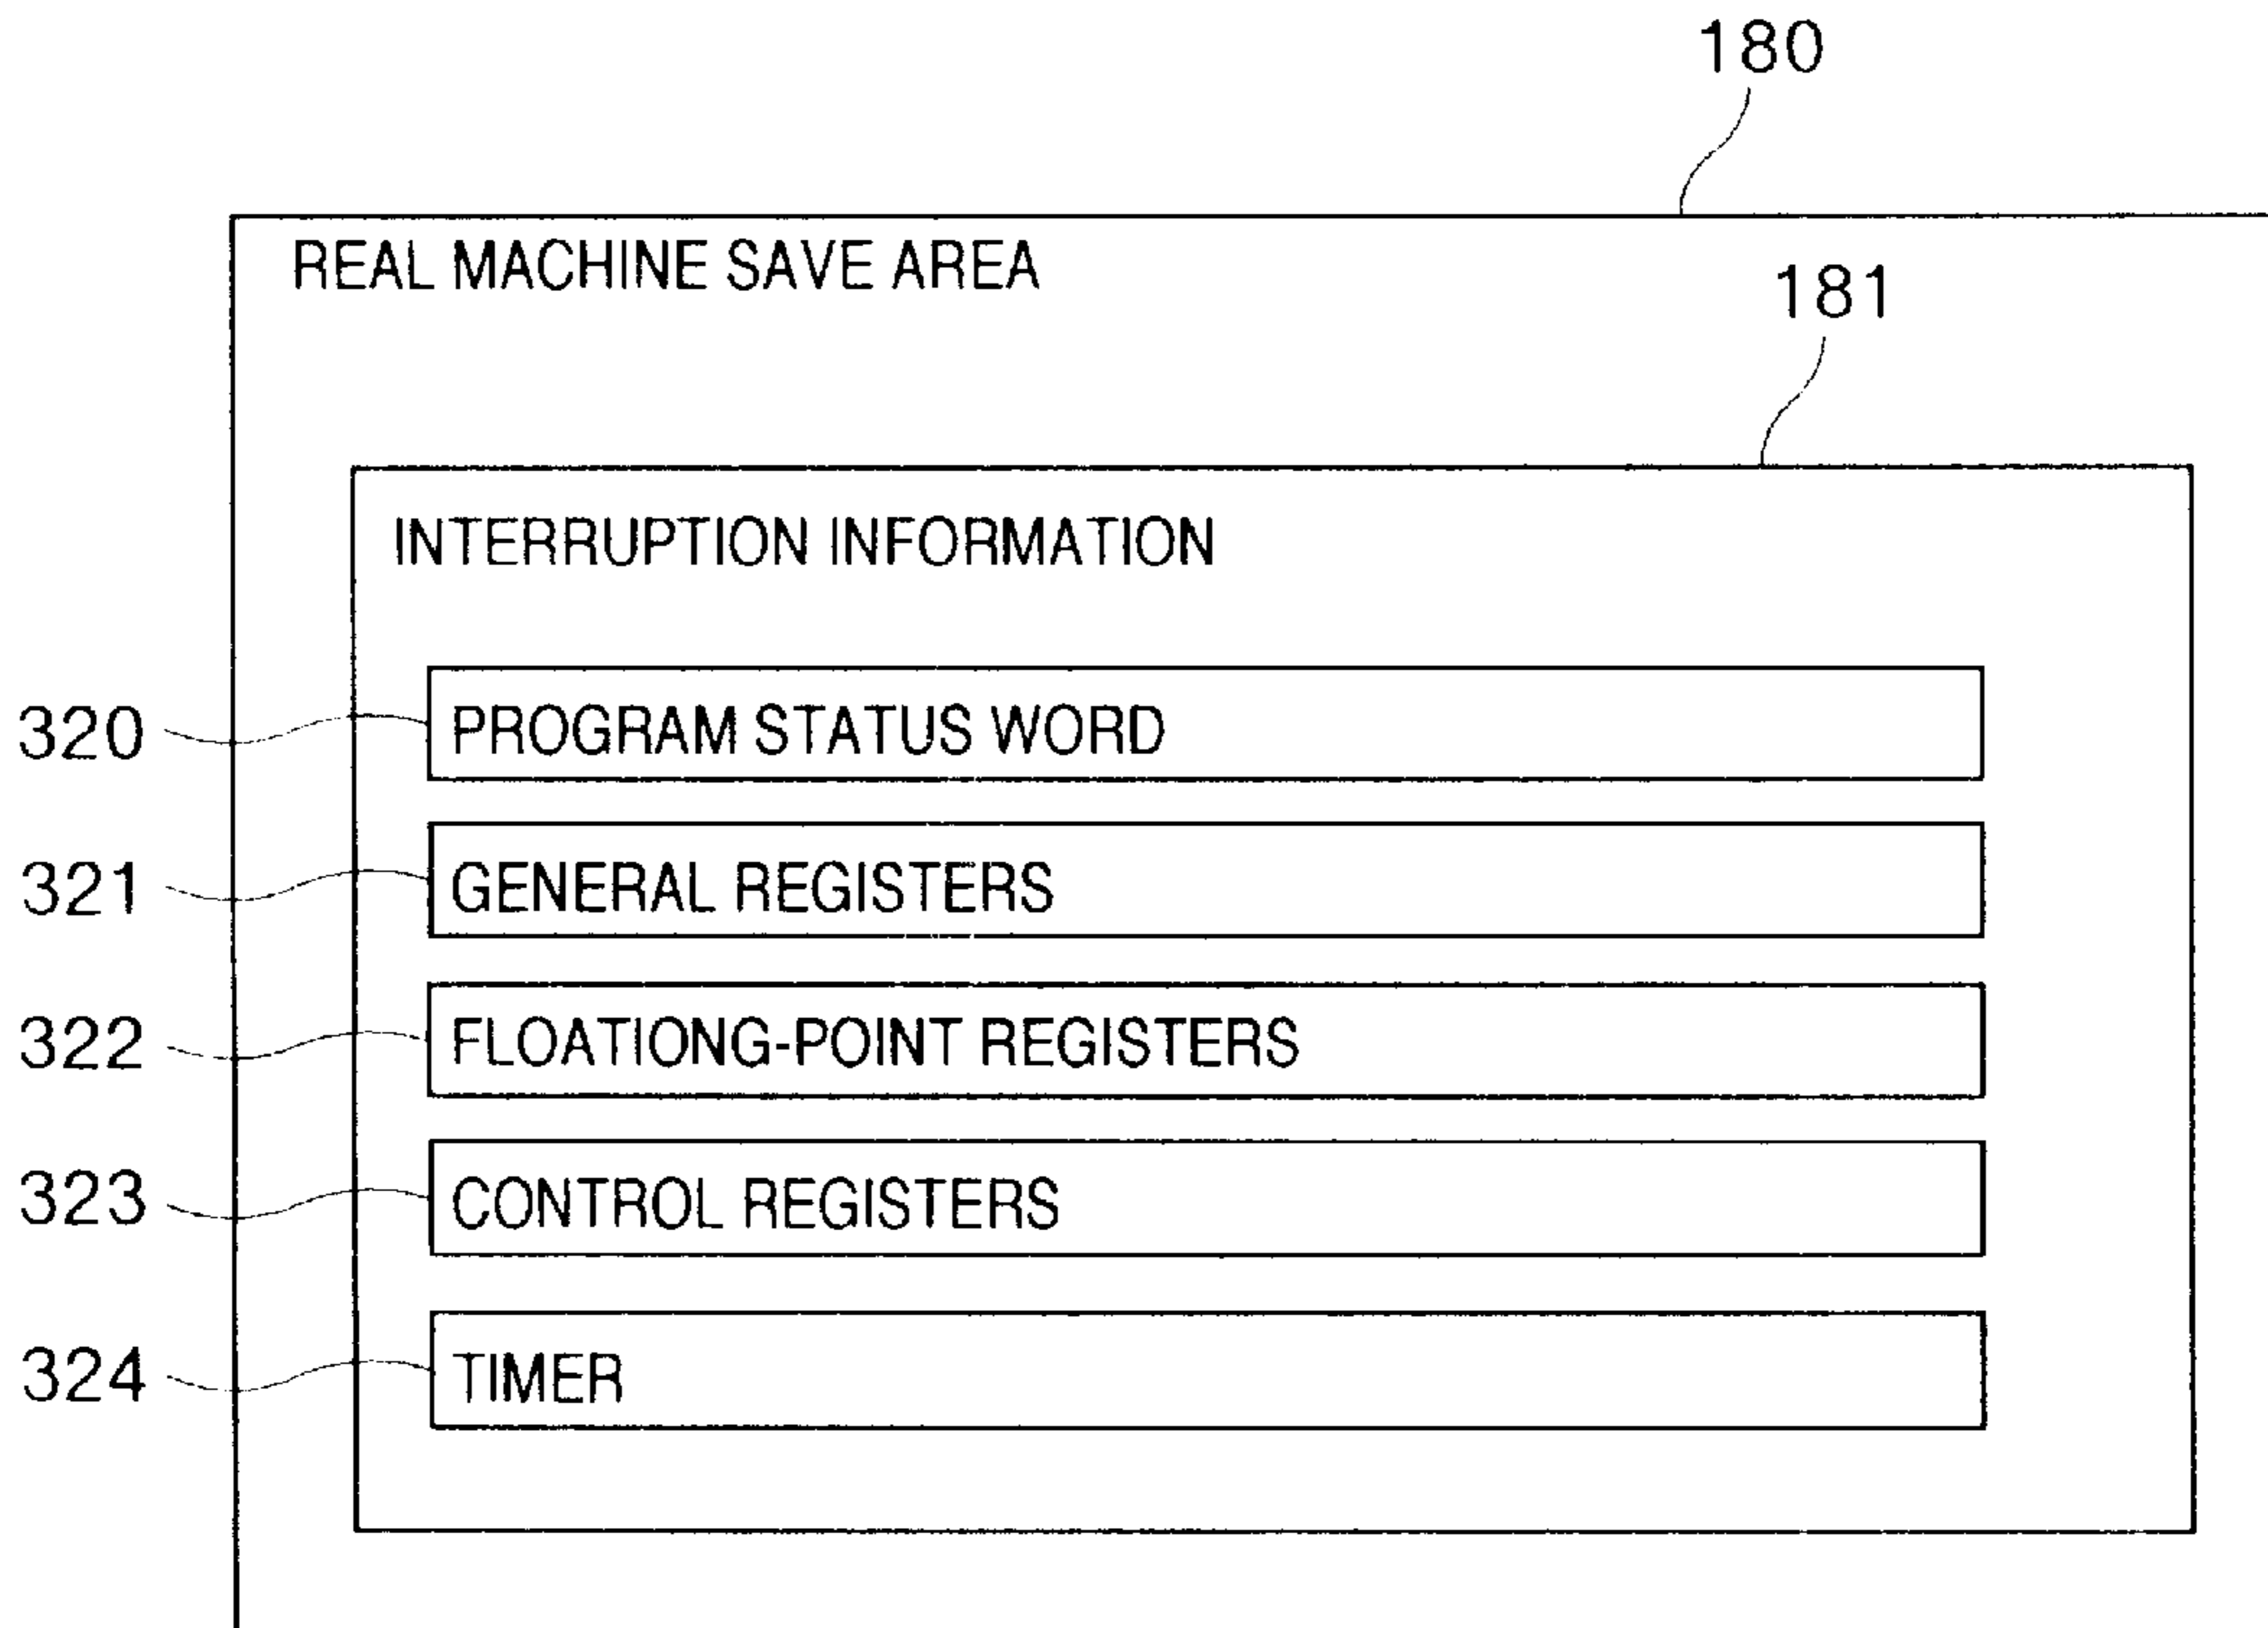 180
REAL MACHINE SAVE AREA
181
INTERRUPTION INFORMATION
320 PROGRAM STATUS WORD
321 GENERAL REGISTERS
322 FLOATIONG-POINT REGISTERS
323 CONTROL REGISTERS
324 TIMER